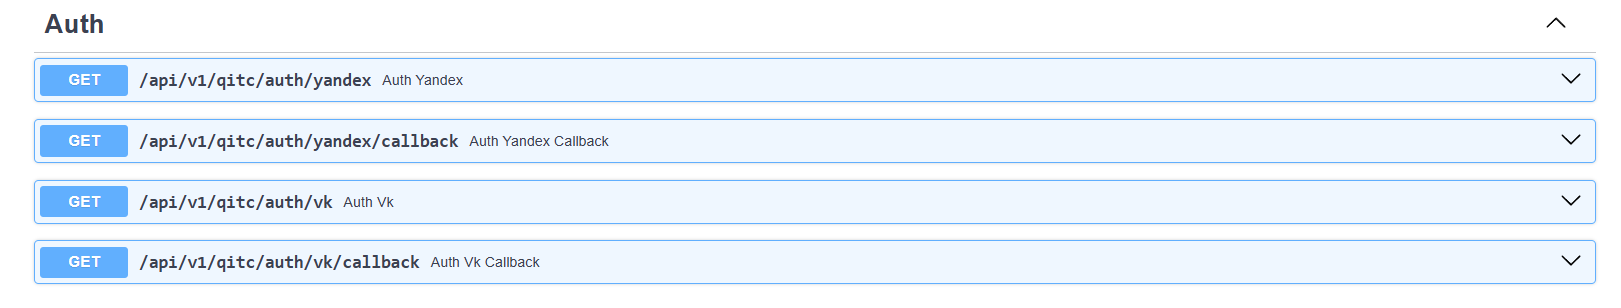 Auth
GET /api/v1/qitc/auth/yandex Auth Yandex
GET /api/v1/qitc/auth/yandex/callback Auth Yandex Callback
GET /api/v1/qitc/auth/vk Auth Vk
GET /api/v1/qitc/auth/vk/callback Auth Vk Callback